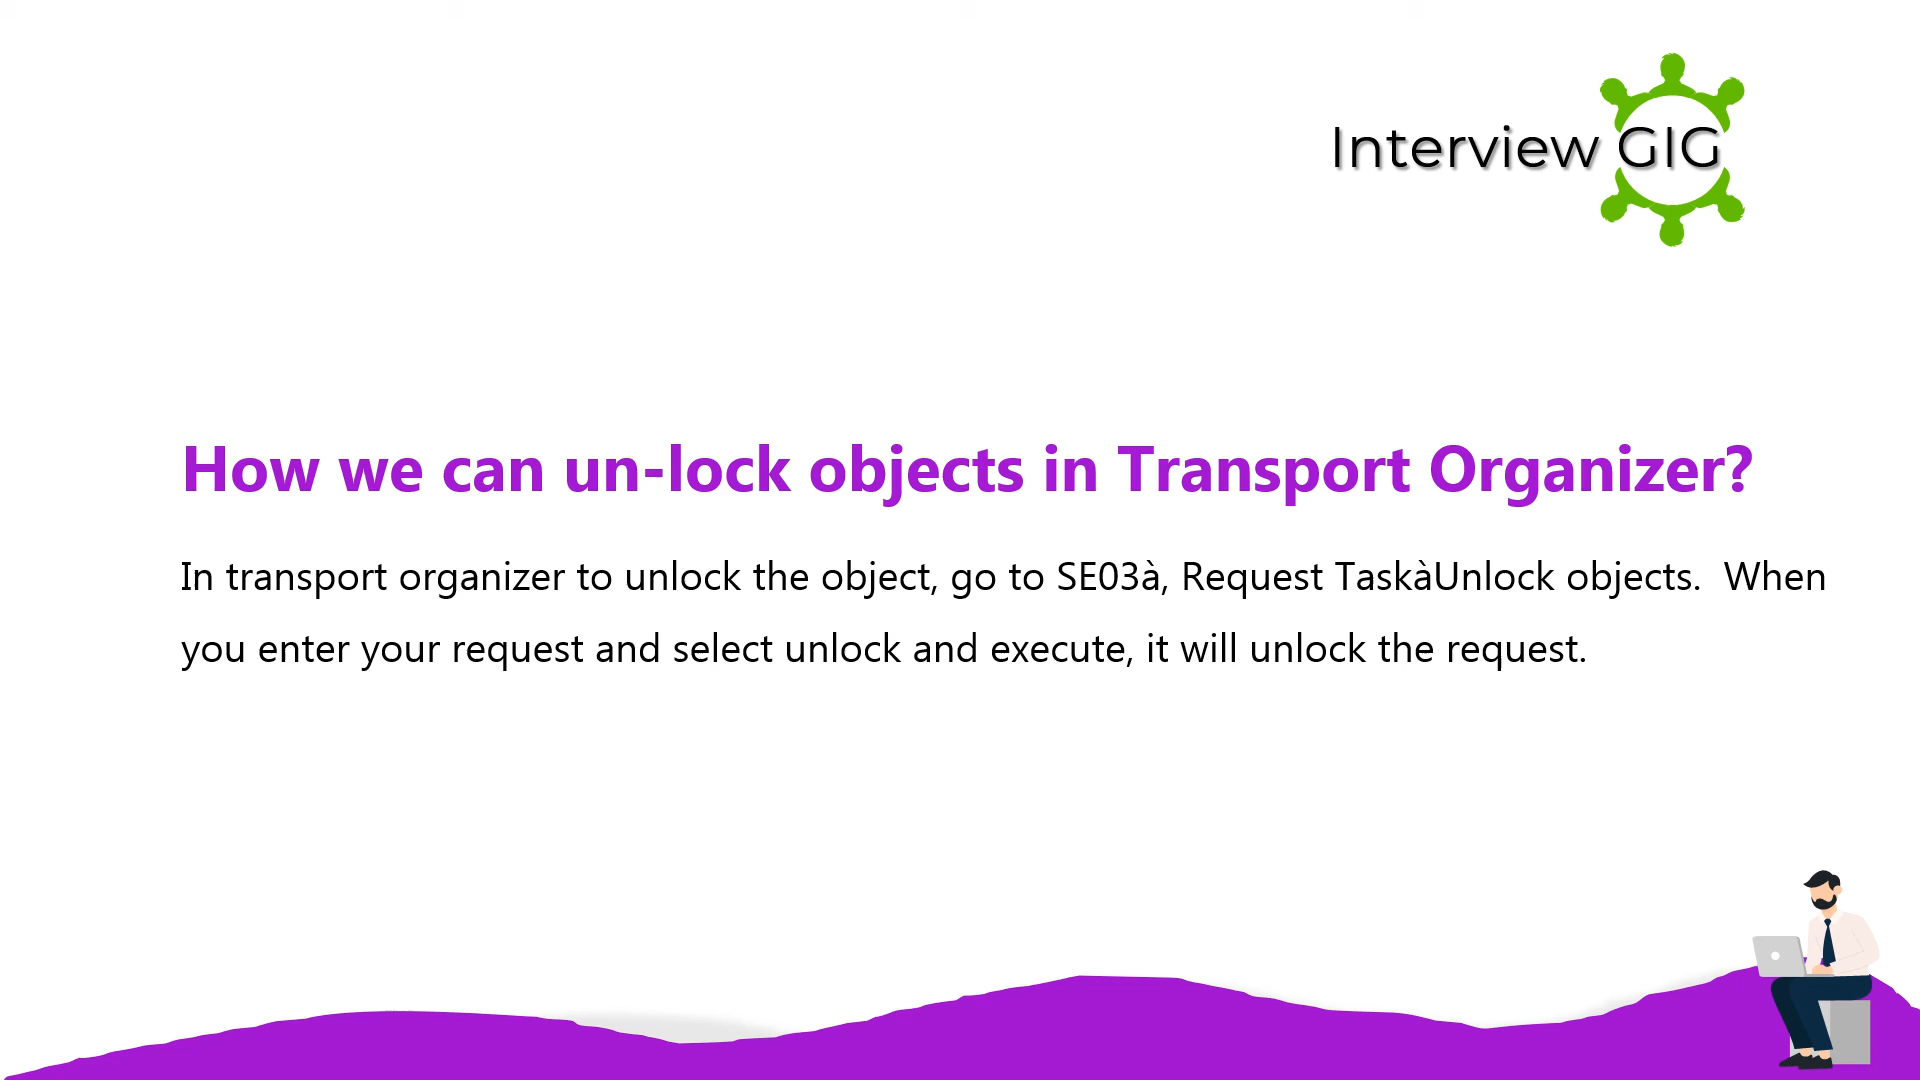 Interview GIG
How we can un-lock objects in Transport Organizer?
In transport organizer to unlock the object, go to SE03à, Request TaskàUnlock objects.  When
you enter your request and select unlock and execute, it will unlock the request.